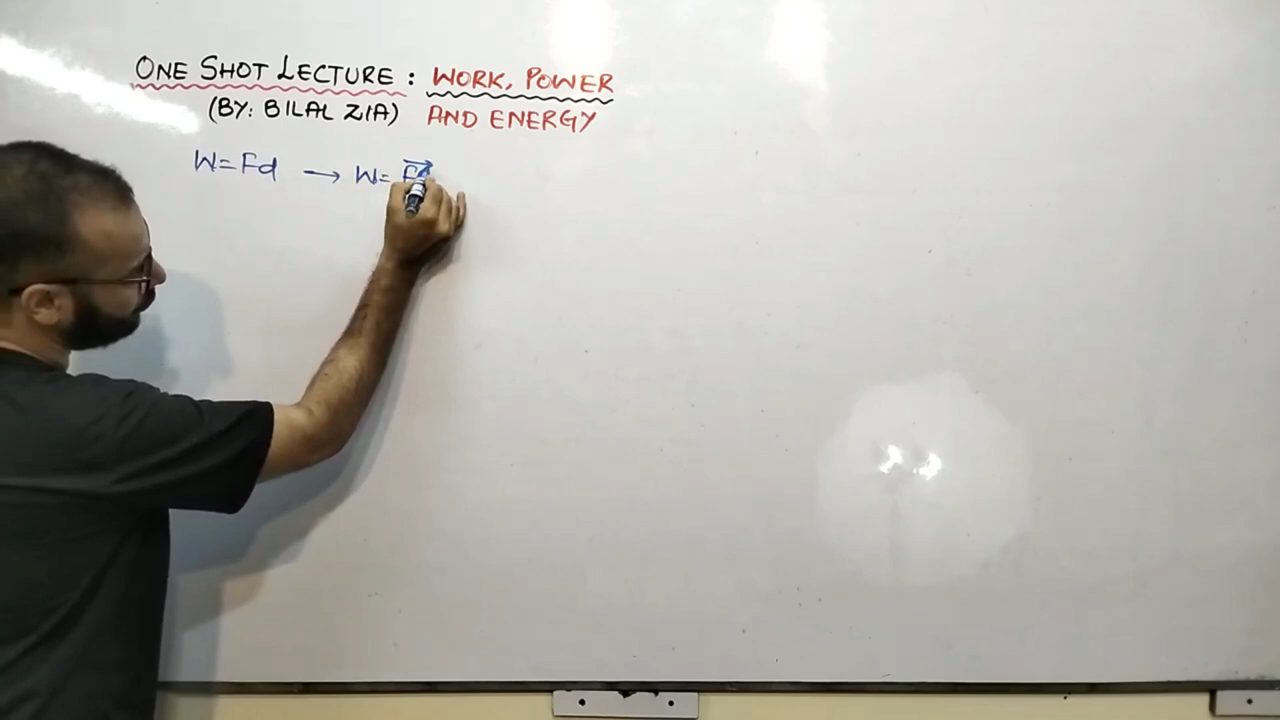 ONE SHOT LECTURE : WORK, POWER
(BY: BILAL ZIA) AND ENERGY
W=Fd → W=